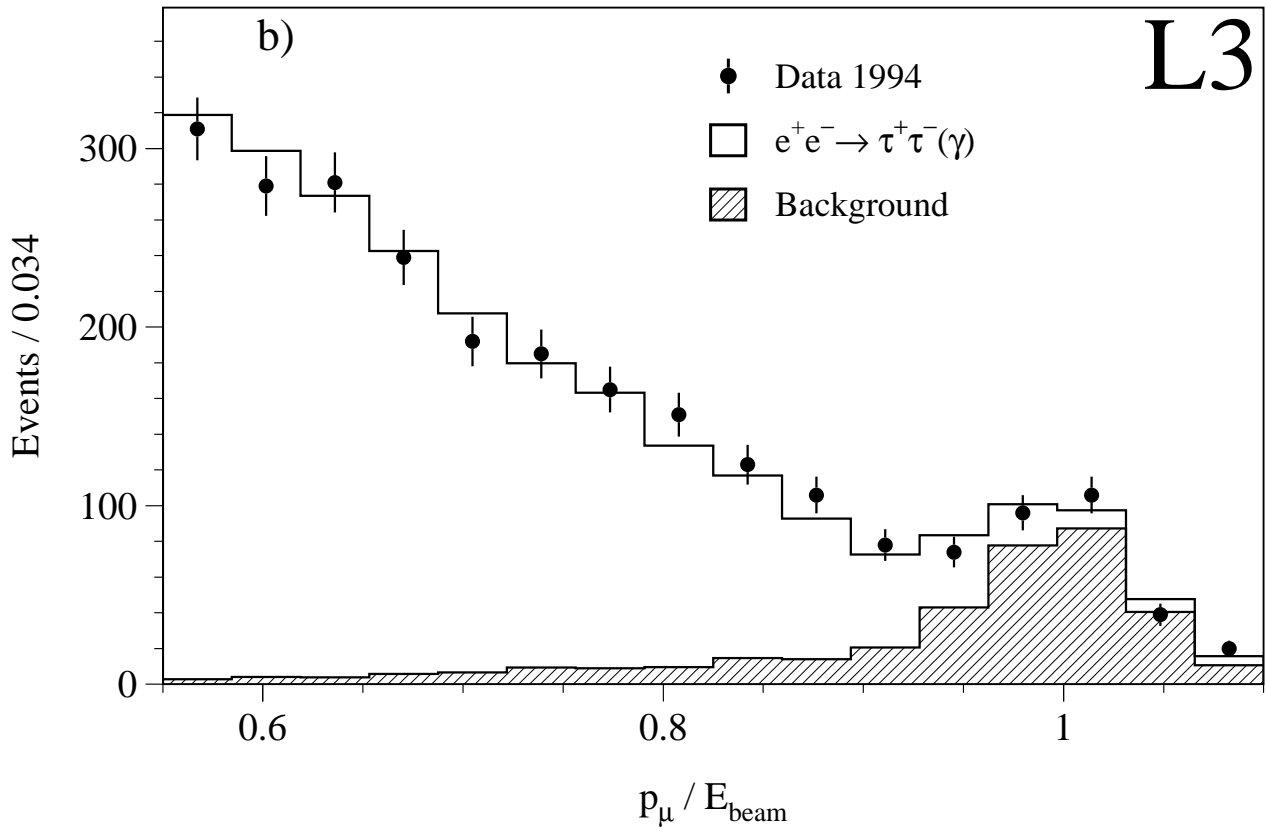 b)
L3
Data 1994
e⁺e⁻→ τ⁺τ⁻(γ)
Background
Events / 0.034
300
200
100
0
0.6 0.8 1
p_μ / E_beam